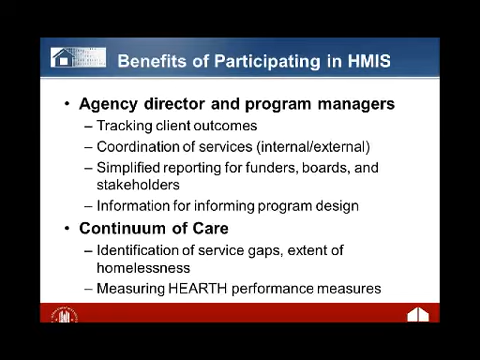 Benefits of Participating in HMIS
• Agency director and program managers
– Tracking client outcomes
– Coordination of services (internal/external)
– Simplified reporting for funders, boards, and
stakeholders
– Information for informing program design
• Continuum of Care
– Identification of service gaps, extent of
homelessness
– Measuring HEARTH performance measures